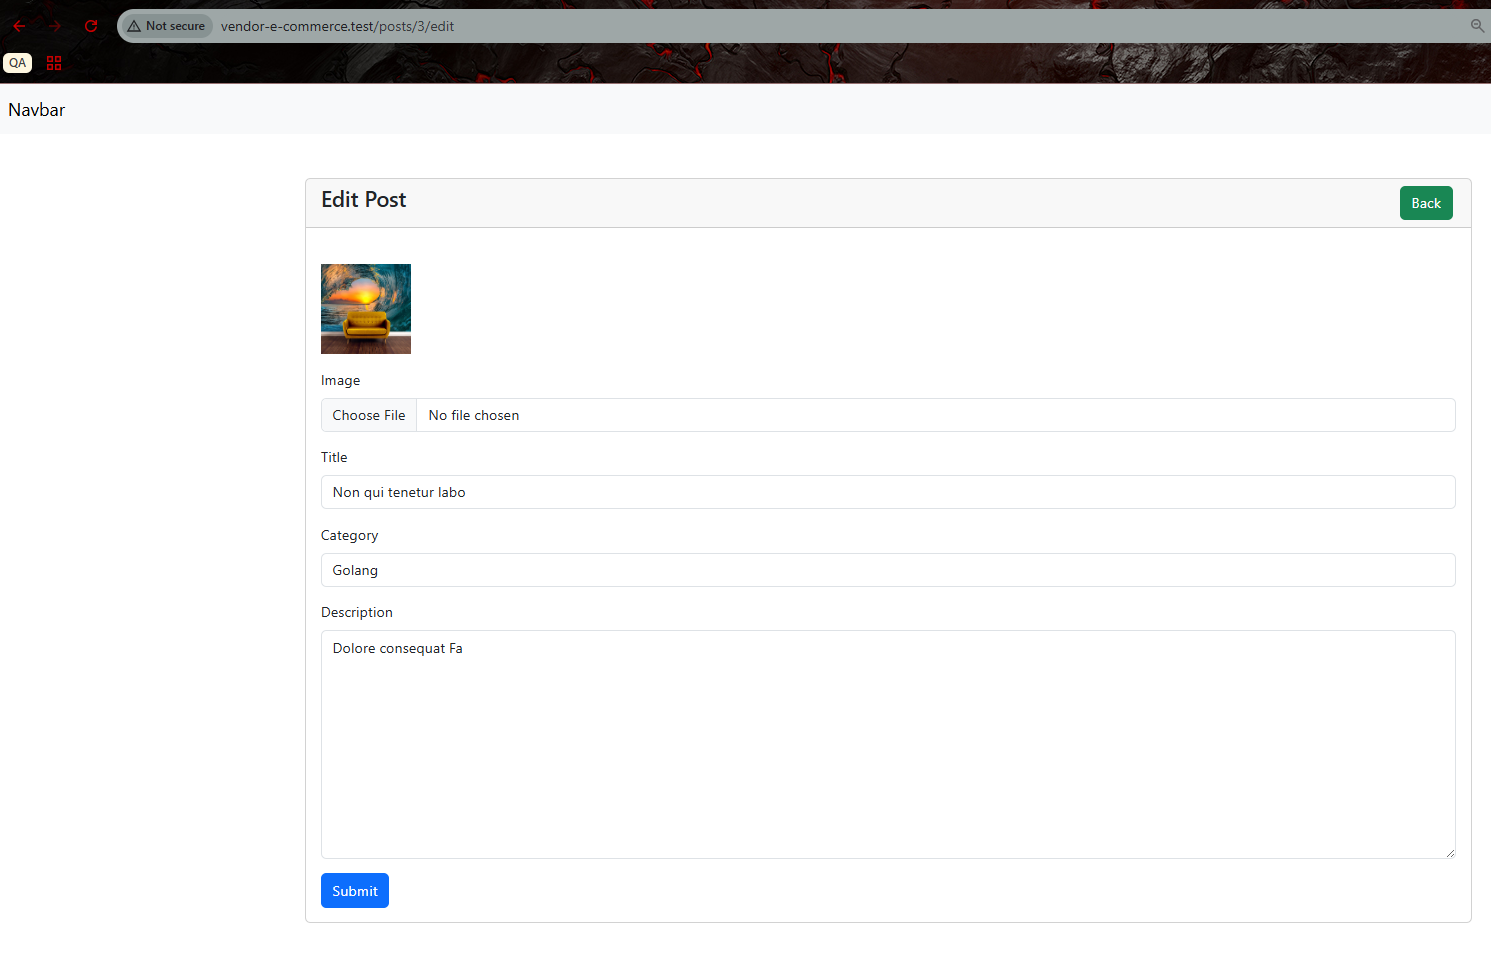 Not secure
vendor-e-commerce.test/posts/3/edit
QA
Navbar
Edit Post
Back
Image
Choose File No file chosen
Title
Non qui tenetur labo
Category
Golang
Description
Dolore consequat Fa
Submit